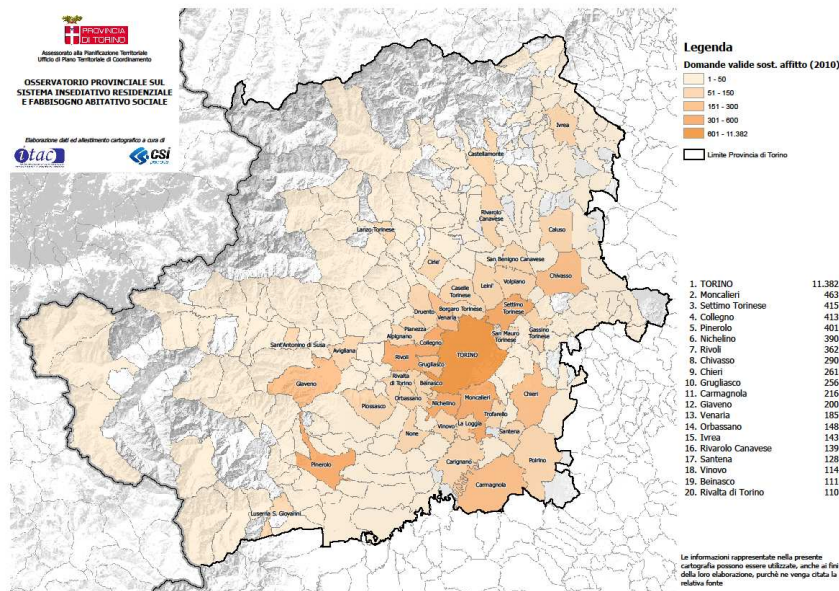 PROVINCIA
DI TORINO
Assessorato alla Pianificazione Territoriale
Ufficio di Piano Territoriale di Coordinamento
OSSERVATORIO PROVINCIALE SUL
SISTEMA INSEDIATIVO RESIDENZIALE
E FABBISOGNO ABITATIVO SOCIALE
Elaborazione dati ed allestimento cartografico a cura di
itac
csi
Legenda
Domande valide sost. affitto (2010)
1 - 50
51 - 150
151 - 300
301 - 600
601 - 11.382
Limite Provincia di Torino
Ivrea
Castellamonte
Rivarolo
Canavese
Caluso
Lanzo Torinese
Cirie'
San Benigno Canavese
Chivasso
Volpiano
Leini'
Caselle
Torinese
Settimo
Torinese
Druento
Borgaro Torinese
Venaria
Gassino
Torinese
San Mauro
Torinese
Pianezza
Alpignano
Collegno
Sant'Antonino di Susa
Avigliana
Rivoli
TORINO
Grugliasco
Rivalta
di Torino
Beinasco
Giaveno
Orbassano
Chieri
Nichelino
Moncalieri
Piossasco
Trofarello
La Loggia
Vinovo
None
Santena
Pinerolo
Carignano
Poirino
Carmagnola
Luserna S. Giovanni
1. TORINO 11.382
2. Moncalieri 463
3. Settimo Torinese 415
4. Collegno 413
5. Pinerolo 401
6. Nichelino 390
7. Rivoli 362
8. Chivasso 290
9. Chieri 261
10. Grugliasco 256
11. Carmagnola 216
12. Giaveno 200
13. Venaria 185
14. Orbassano 148
15. Ivrea 143
16. Rivarolo Canavese 139
17. Santena 128
18. Vinovo 114
19. Beinasco 111
20. Rivalta di Torino 110
Le informazioni rappresentate nella presente
cartografia possono essere utilizzate, anche ai fini
della loro elaborazione, purchè ne venga citata la
relativa fonte